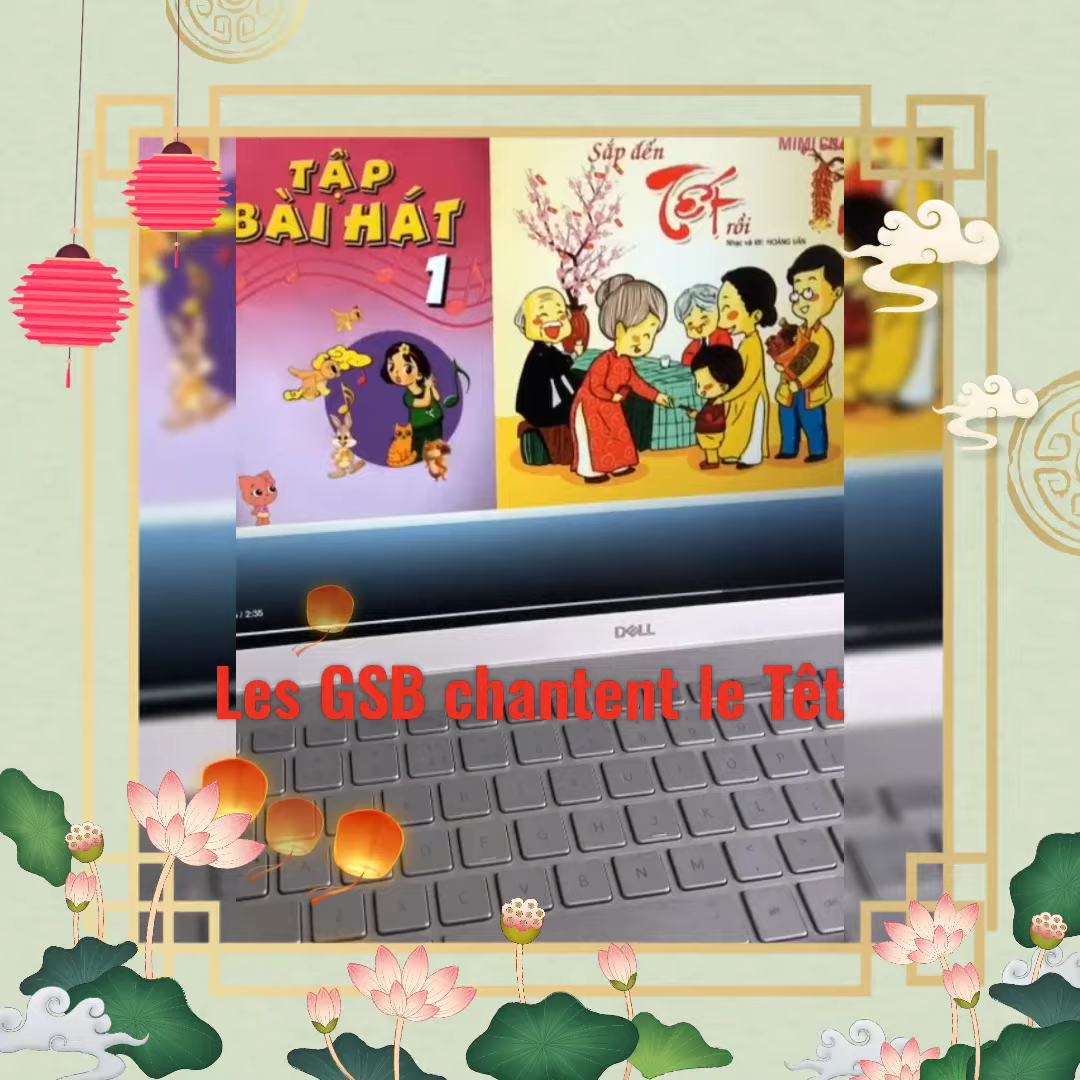 TẬP
BÀI HÁT
1
Sắp đến
Tết
rồi
Nhạc và lời: HOÀNG VÂN
MIMI
/ 2:35
DELL
Les GSB chantent le Têt
U I O P
D F G H J K L
Z X C V B N M